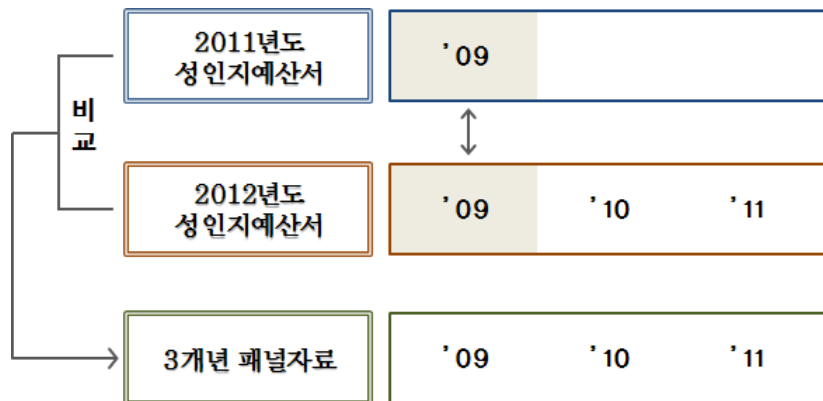 2011년도
성인지예산서
'09
비
교
2012년도
성인지예산서
'09 '10 '11
3개년 패널자료
'09 '10 '11